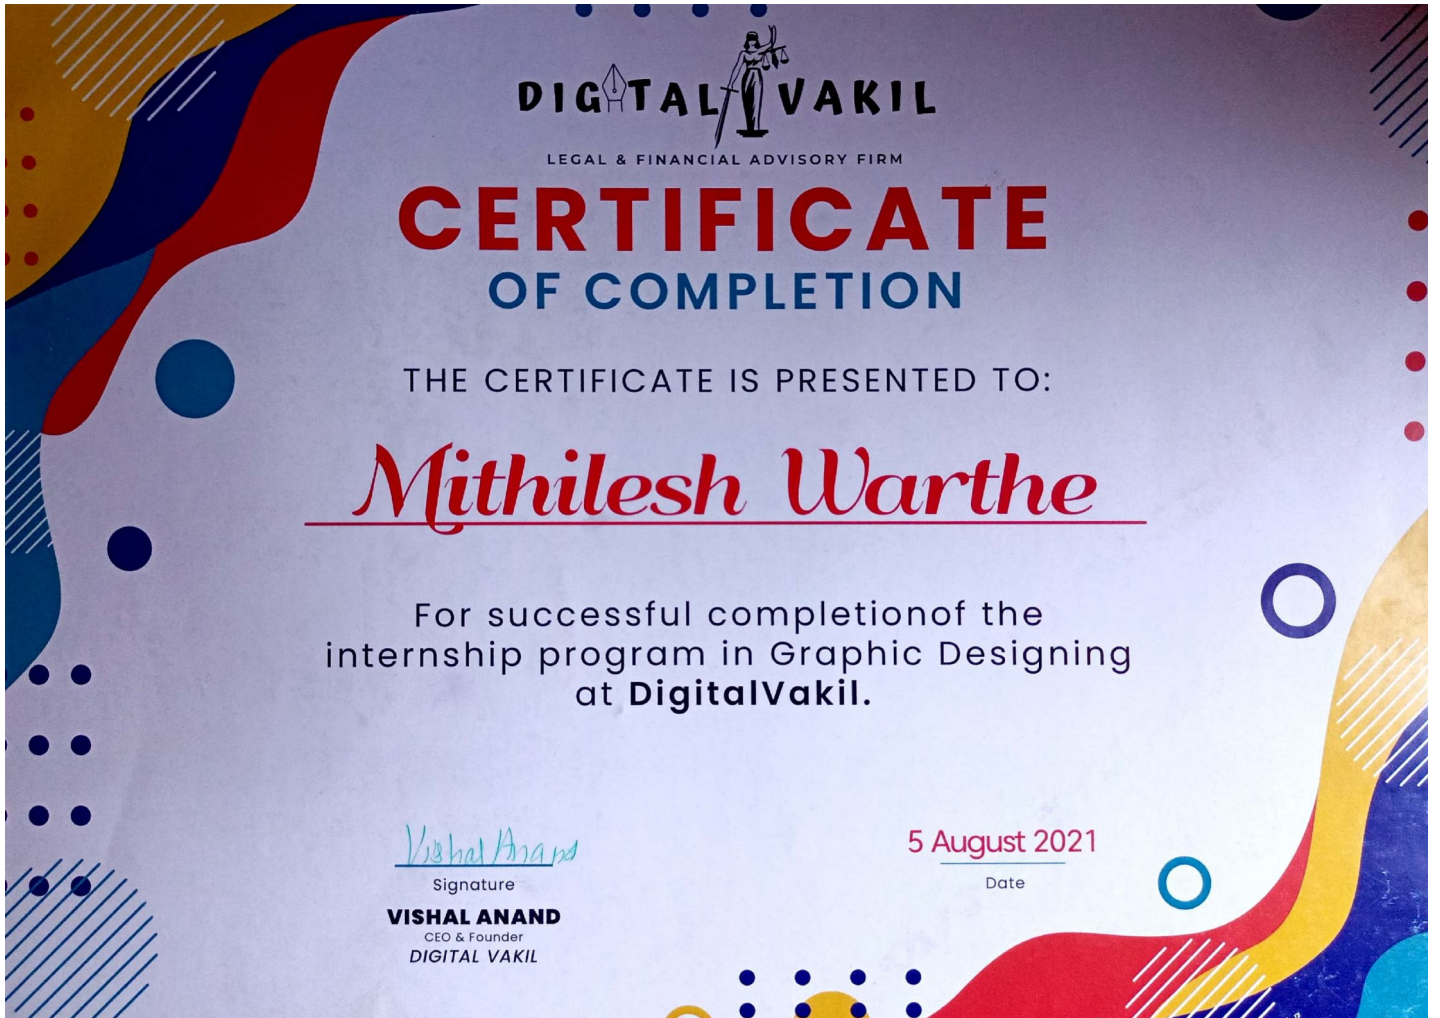 DIGITAL VAKIL
LEGAL & FINANCIAL ADVISORY FIRM
CERTIFICATE
OF COMPLETION
THE CERTIFICATE IS PRESENTED TO:
Mithilesh Warthe
For successful completionof the
internship program in Graphic Designing
at DigitalVakil.
Vishal Anand
Signature
VISHAL ANAND
CEO & Founder
DIGITAL VAKIL
5 August 2021
Date